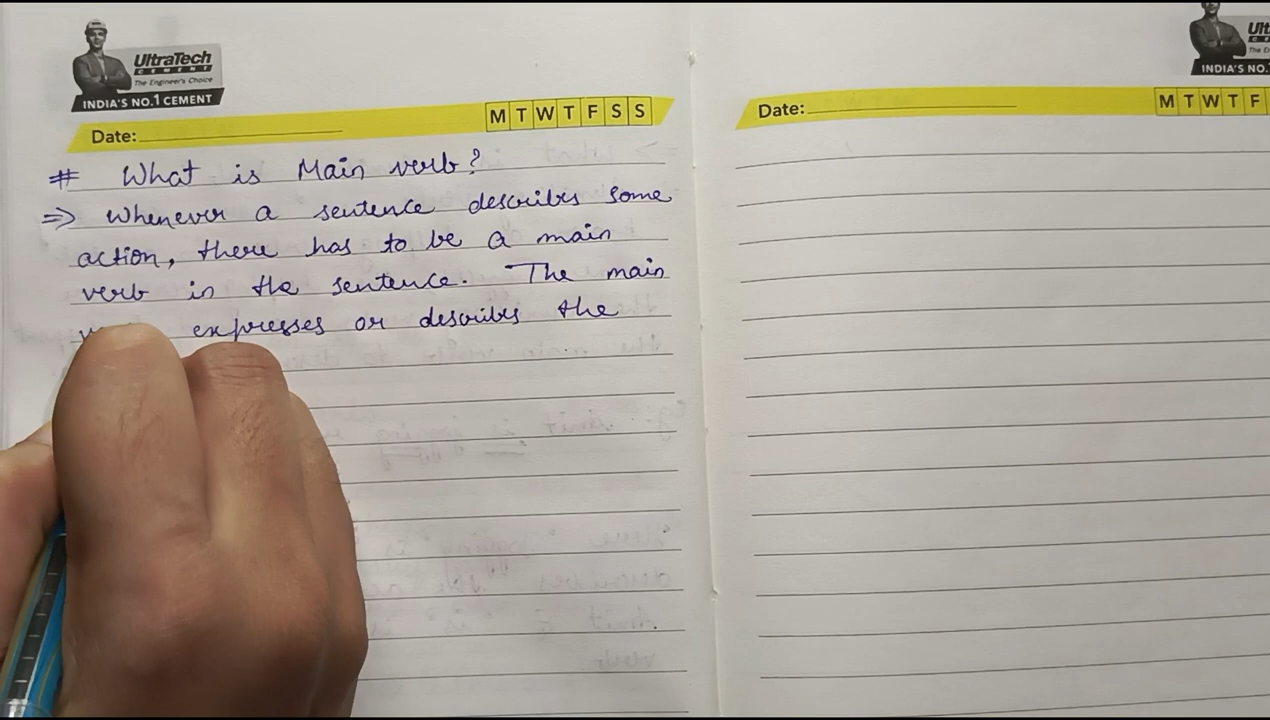 UltraTech
CEMENT
The Engineer's Choice
INDIA'S NO.1 CEMENT
Date:
M T W T F S S
# What is Main verb?
⇒ Whenever a sentence describes some
action, there has to be a main
verb in the sentence. The main
expresses or describes the
INDIA'S NO.
Date:
M T W T F